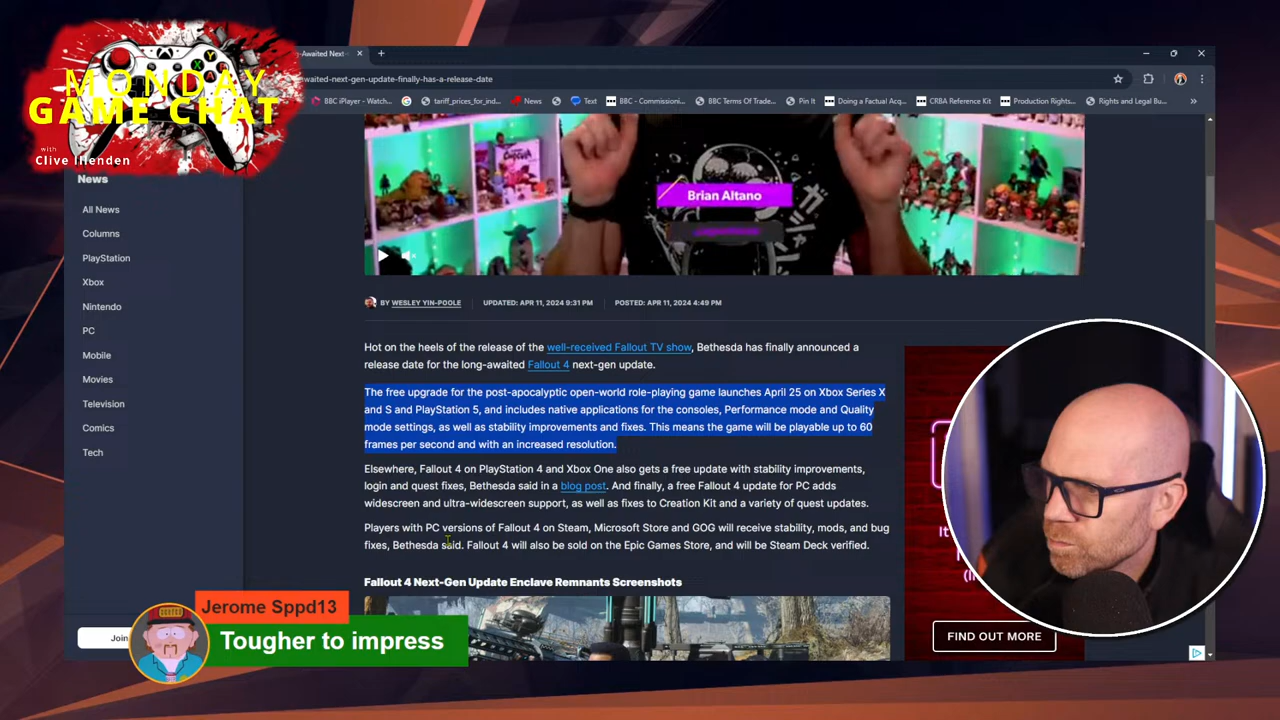 MONDAY
GAME CHAT
with
Clive Illenden
-Awaited Next-
awaited-next-gen-update-finally-has-a-release-date
BBC iPlayer - Watch... tariff_prices_for_ind... News Text BBC - Commissioni... BBC Terms Of Trade... Pin It Doing a Factual Acq... CRBA Reference Kit Production Rights... Rights and Legal Bu...
Brian Altano
News
All News
Columns
PlayStation
Xbox
Nintendo
PC
Mobile
Movies
Television
Comics
Tech
Join
BY WESLEY YIN-POOLE UPDATED: APR 11, 2024 9:31 PM POSTED: APR 11, 2024 4:49 PM
Hot on the heels of the release of the well-received Fallout TV show, Bethesda has finally announced a
release date for the long-awaited Fallout 4 next-gen update.
The free upgrade for the post-apocalyptic open-world role-playing game launches April 25 on Xbox Series X
and S and PlayStation 5, and includes native applications for the consoles, Performance mode and Quality
mode settings, as well as stability improvements and fixes. This means the game will be playable up to 60
frames per second and with an increased resolution.
Elsewhere, Fallout 4 on PlayStation 4 and Xbox One also gets a free update with stability improvements,
login and quest fixes, Bethesda said in a blog post. And finally, a free Fallout 4 update for PC adds
widescreen and ultra-widescreen support, as well as fixes to Creation Kit and a variety of quest updates.
Players with PC versions of Fallout 4 on Steam, Microsoft Store and GOG will receive stability, mods, and bug
fixes, Bethesda said. Fallout 4 will also be sold on the Epic Games Store, and will be Steam Deck verified.
Fallout 4 Next-Gen Update Enclave Remnants Screenshots
FIND OUT MORE
Jerome Sppd13
Tougher to impress